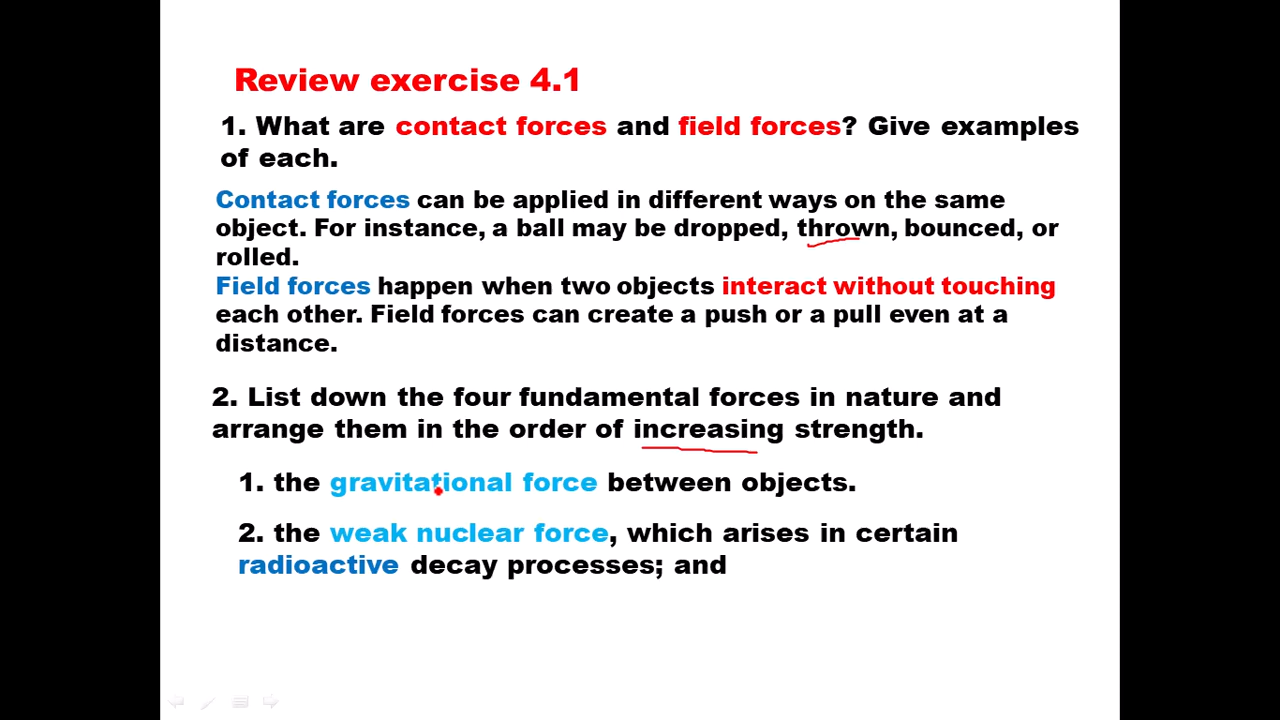 Review exercise 4.1
1. What are contact forces and field forces? Give examples
of each.
Contact forces can be applied in different ways on the same
object. For instance, a ball may be dropped, thrown, bounced, or
rolled.
Field forces happen when two objects interact without touching
each other. Field forces can create a push or a pull even at a
distance.
2. List down the four fundamental forces in nature and
arrange them in the order of increasing strength.
1. the gravitational force between objects.
2. the weak nuclear force, which arises in certain
radioactive decay processes; and